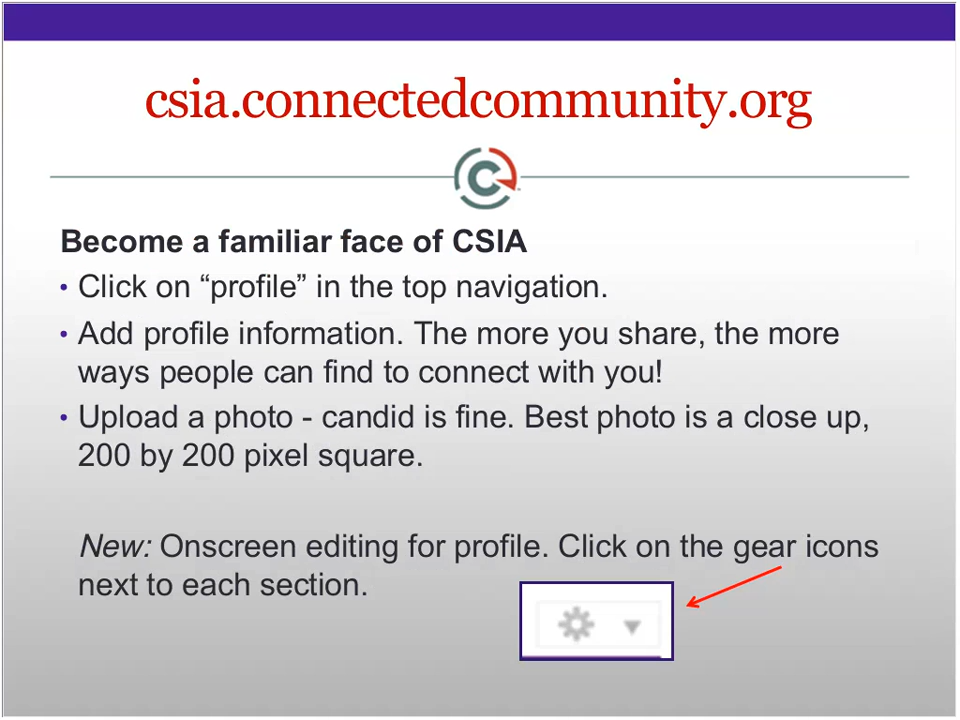 csia.connectedcommunity.org
Become a familiar face of CSIA
• Click on “profile” in the top navigation.
• Add profile information. The more you share, the more
ways people can find to connect with you!
• Upload a photo - candid is fine. Best photo is a close up,
200 by 200 pixel square.
New: Onscreen editing for profile. Click on the gear icons
next to each section.